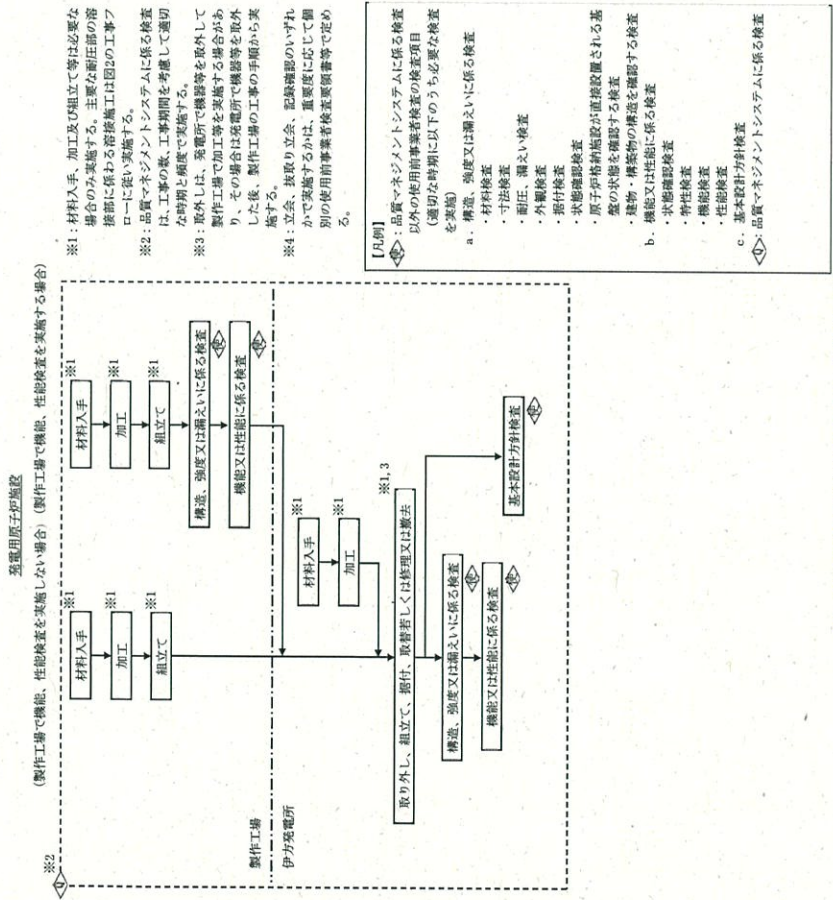 発電用原子炉施設
(製作工場で機能、性能検査を実施しない場合) (製作工場で機能、性能検査を実施する場合)
※2
Q
材料入手 ※1
加工 ※1
組立て ※1
材料入手 ※1
加工 ※1
組立て ※1
構造、強度又は漏えいに係る検査
使
機能又は性能に係る検査
使
製作工場
伊方発電所
材料入手 ※1
加工 ※1
※1,3
取り外し、組立て、据付、取替若しくは修理又は撤去
構造、強度又は漏えいに係る検査
使
機能又は性能に係る検査
使
基本設計方針検査
使
※1：材料入手、加工及び組立て等は必要な
場合のみ実施する。主要な耐圧部の溶
接部に係わる溶接施工は図2の工事フ
ローに従い実施する。
※2：品質マネジメントシステムに係る検査
は、工事の数、工事期間を考慮して適切
な時期と頻度で実施する。
※3：取外しは、発電所で機器等を取外して
製作工場で加工等を実施する場合があ
り、その場合は発電所で機器等を取外
した後、製作工場の工事の手順から実
施する。
※4：立会、抜取り立会、記録確認のいずれ
かで実施するかは、重要度に応じて個
別の使用前事業者検査要領書等で定め
る。
【凡例】
使：品質マネジメントシステムに係る検査
以外の使用前事業者検査の検査項目
(適切な時期に以下のうち必要な検査
を実施)
a．構造、強度又は漏えいに係る検査
・材料検査
・寸法検査
・耐圧、漏えい検査
・外観検査
・据付検査
・状態確認検査
・原子炉格納施設が直接設置される基
盤の状態を確認する検査
・建物・構築物の構造を確認する検査
b．機能又は性能に係る検査
・状態確認検査
・特性検査
・機能検査
・性能検査
c．基本設計方針検査
Q：品質マネジメントシステムに係る検査